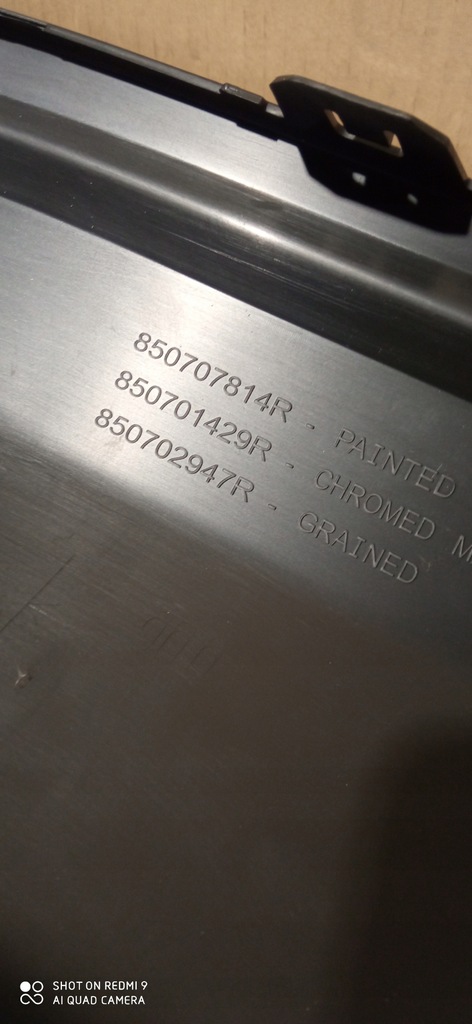 850707814R - PAINTED
850701429R - CHROMED
850702947R - GRAINED
SHOT ON REDMI 9
AI QUAD CAMERA